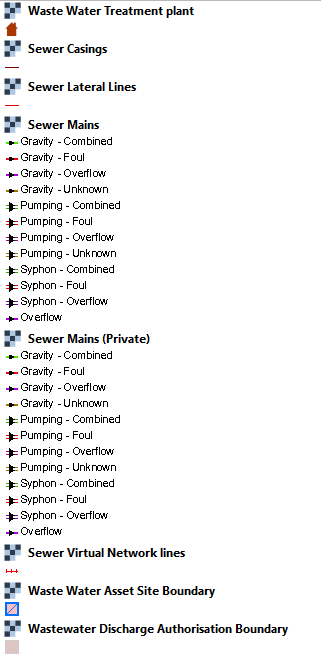 Waste Water Treatment plant
Sewer Casings
Sewer Lateral Lines
Sewer Mains
Gravity - Combined
Gravity - Foul
Gravity - Overflow
Gravity - Unknown
Pumping - Combined
Pumping - Foul
Pumping - Overflow
Pumping - Unknown
Syphon - Combined
Syphon - Foul
Syphon - Overflow
Overflow
Sewer Mains (Private)
Gravity - Combined
Gravity - Foul
Gravity - Overflow
Gravity - Unknown
Pumping - Combined
Pumping - Foul
Pumping - Overflow
Pumping - Unknown
Syphon - Combined
Syphon - Foul
Syphon - Overflow
Overflow
Sewer Virtual Network lines
Waste Water Asset Site Boundary
Wastewater Discharge Authorisation Boundary